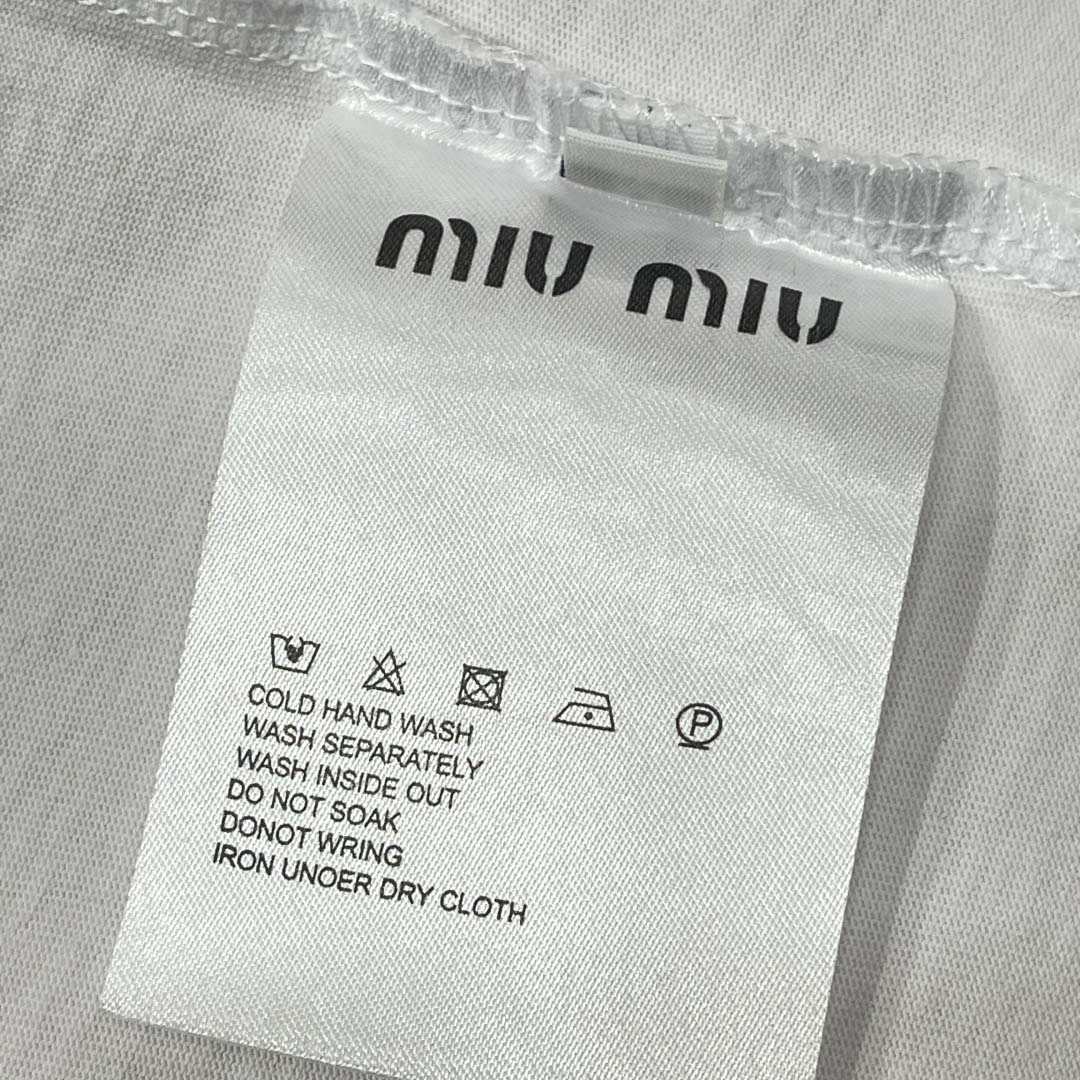 miu miu
P
COLD HAND WASH
WASH SEPARATELY
WASH INSIDE OUT
DO NOT SOAK
DONOT WRING
IRON UNOER DRY CLOTH